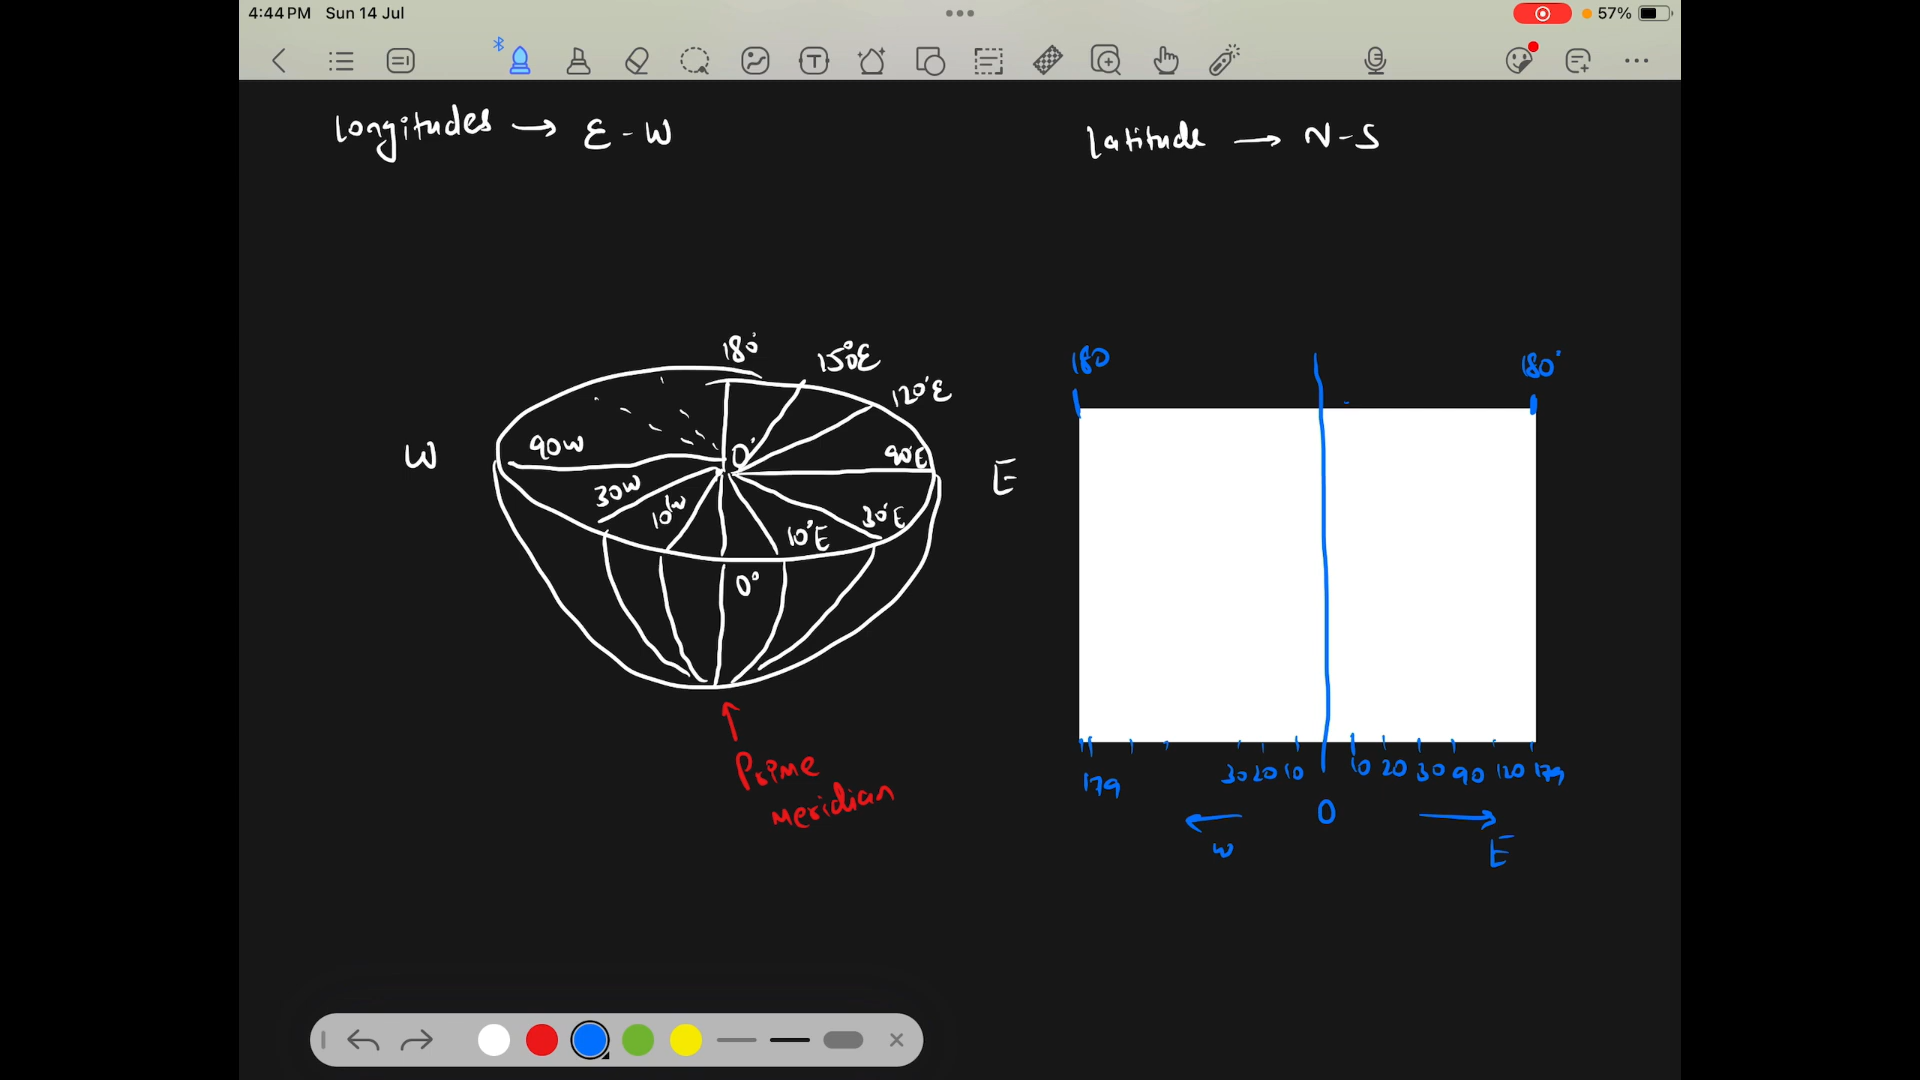 4:44 PM Sun 14 Jul
57%
longitudes → E - W
latitude → N - S
180°
150°E
120°E
90W
0°
90°E
W
E
30W
10W
10°E
30°E
0°
Prime
meridian
180
180°
179
30 20 10
10 20 30 90 120 179
0
W
E